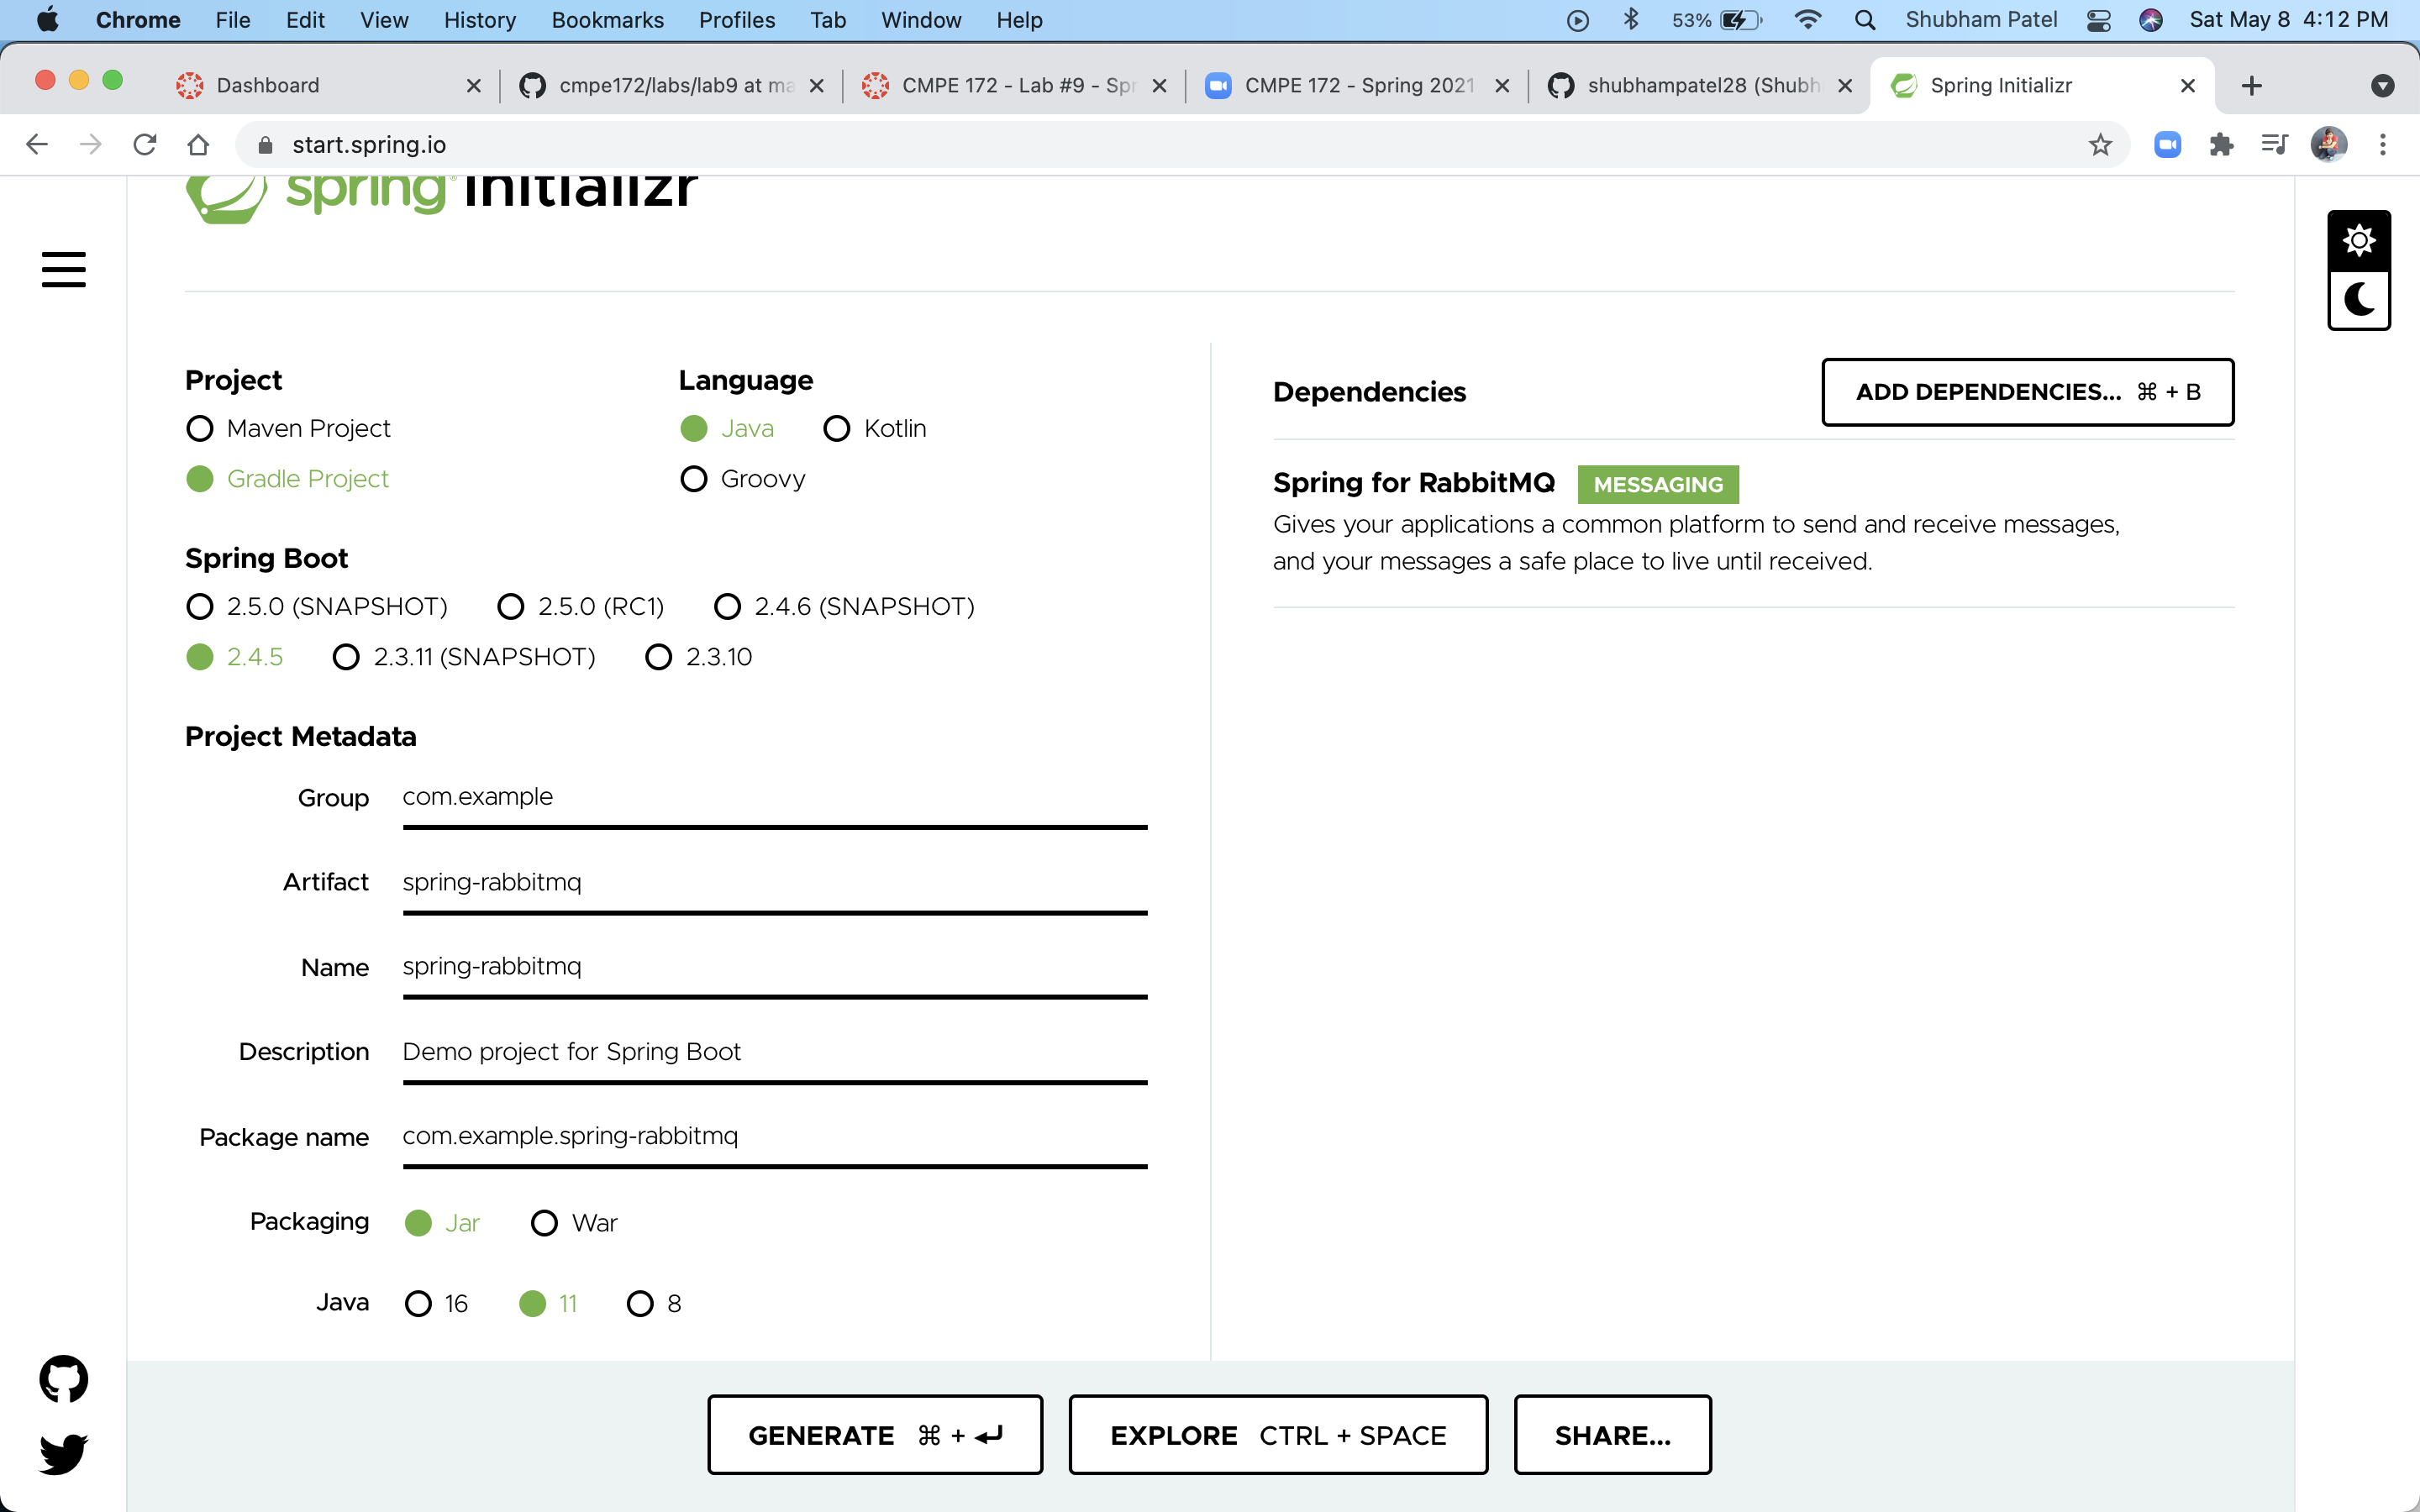 Chrome File Edit View History Bookmarks Profiles Tab Window Help 53% Shubham Patel Sat May 8 4:12 PM
Dashboard cmpe172/labs/lab9 at ma CMPE 172 - Lab #9 - Spr CMPE 172 - Spring 2021 shubhampatel28 (Shubh Spring Initializr
start.spring.io
spring initializr
Project
Maven Project
Gradle Project
Language
Java Kotlin
Groovy
Spring Boot
2.5.0 (SNAPSHOT) 2.5.0 (RC1) 2.4.6 (SNAPSHOT)
2.4.5 2.3.11 (SNAPSHOT) 2.3.10
Project Metadata
Group com.example
Artifact spring-rabbitmq
Name spring-rabbitmq
Description Demo project for Spring Boot
Package name com.example.spring-rabbitmq
Packaging Jar War
Java 16 11 8
Dependencies ADD DEPENDENCIES... ⌘ + B
Spring for RabbitMQ MESSAGING
Gives your applications a common platform to send and receive messages,
and your messages a safe place to live until received.
GENERATE ⌘ + ↵ EXPLORE CTRL + SPACE SHARE...